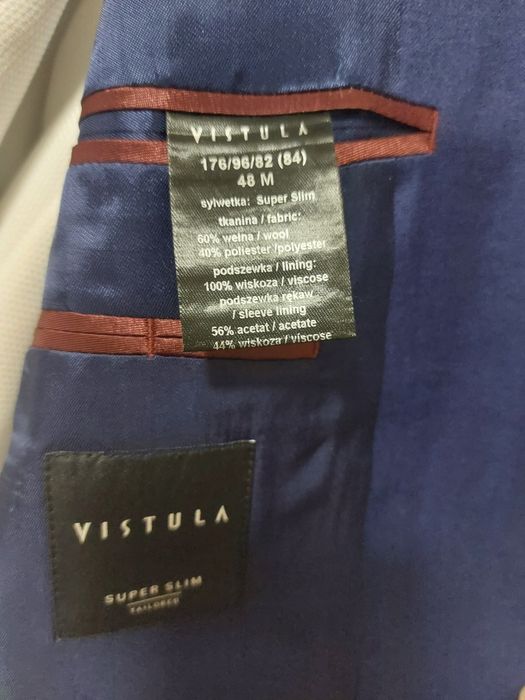 VISTULA
176/96/82 (84)
48 M
sylwetka: Super Slim
tkanina / fabric:
60% wełna / wool
40% poliester /polyester
podszewka / lining:
100% wiskoza / viscose
podszewka rękaw
/ sleeve lining
56% acetat / acetate
44% wiskoza / viscose
VISTULA
SUPER SLIM
TAILORED